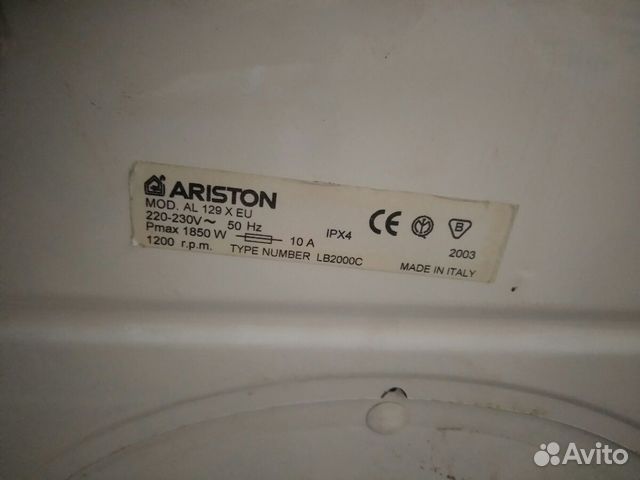 ARISTON
MOD. AL 129 X EU
220-230V~ 50 Hz
Pmax 1850 W 10 A IPX4
1200 r.p.m. TYPE NUMBER LB2000C
CE
B
2003
MADE IN ITALY
Avito